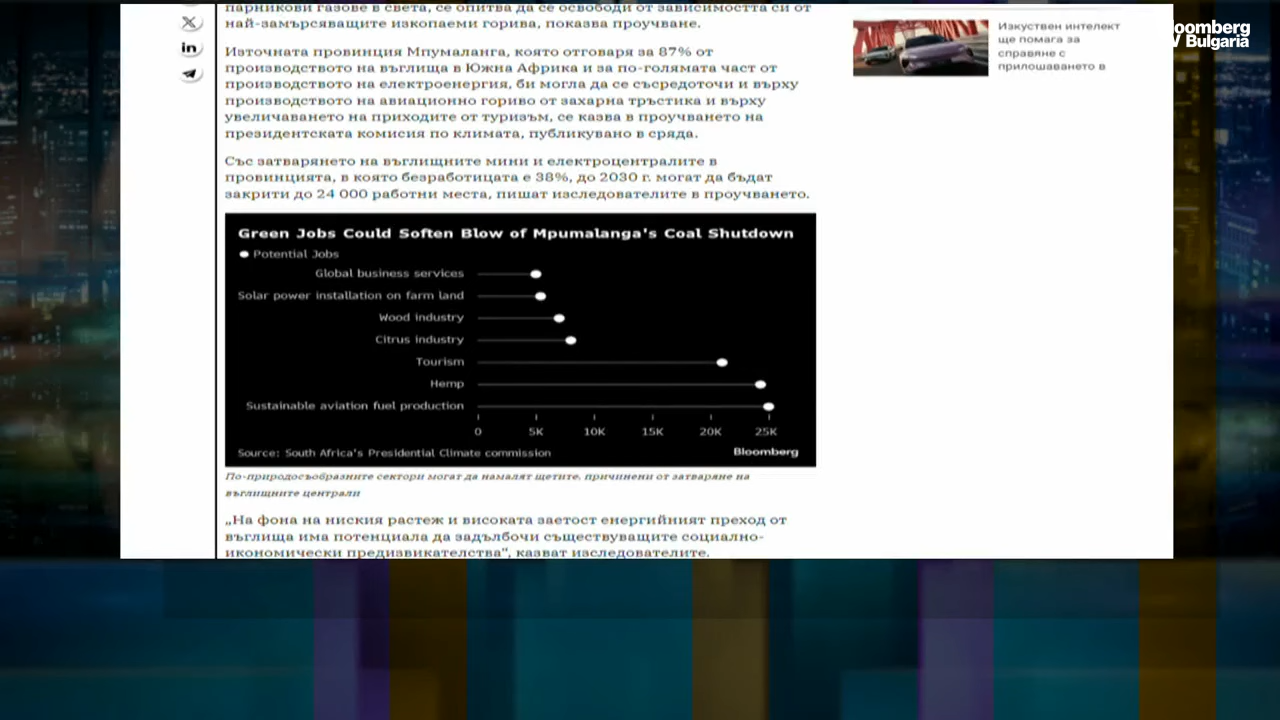 парникови газове в света, се опитва да се освободи от зависимостта си от
най-замърсяващите изкопаеми горива, показва проучване.
Източната провинция Мпумаланга, която отговаря за 87% от
производството на въглища в Южна Африка и за по-голямата част от
производството на електроенергия, би могла да се съсредоточи и върху
производството на авиационно гориво от захарна тръстика и върху
увеличаването на приходите от туризъм, се казва в проучването на
президентската комисия по климата, публикувано в сряда.
Със затварянето на въглищните мини и електроцентралите в
провинцията, в която безработицата е 38%, до 2030 г. могат да бъдат
закрити до 24 000 работни места, пишат изследователите в проучването.
Green Jobs Could Soften Blow of Mpumalanga's Coal Shutdown
Potential Jobs
Global business services
Solar power installation on farm land
Wood industry
Citrus industry
Tourism
Hemp
Sustainable aviation fuel production
0 5K 10K 15K 20K 25K
Source: South Africa's Presidential Climate commission
Bloomberg
По-природосъобразните сектори могат да намалят щетите, причинени от затваряне на
въглищните централи
„На фона на ниския растеж и високата заетост енергийният преход от
въглища има потенциала да задълбочи съществуващите социално-
икономически предизвикателства", казват изследователите.
Изкуствен интелект
ще помага за
справяне с
прилошаването в
loomberg
V Bulgaria